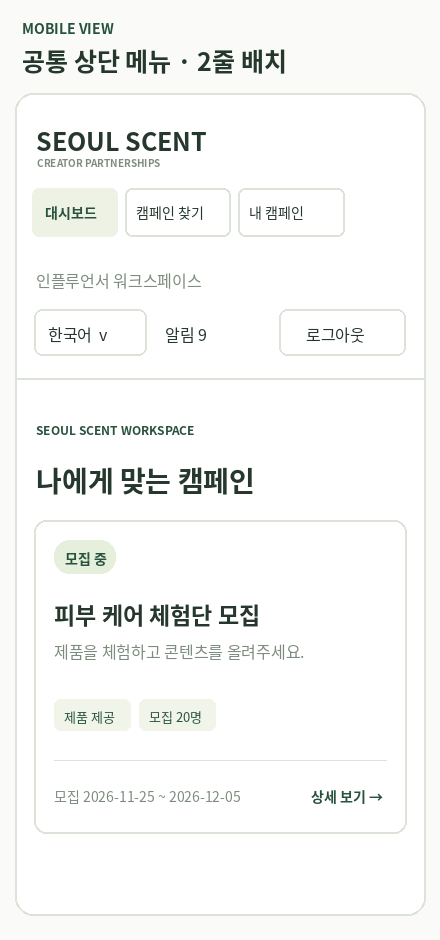 MOBILE VIEW
공통 상단 메뉴 · 2줄 배치
SEOUL SCENT
CREATOR PARTNERSHIPS
대시보드 캠페인 찾기 내 캠페인
인플루언서 워크스페이스
한국어 v 알림 9 로그아웃
SEOUL SCENT WORKSPACE
나에게 맞는 캠페인
모집 중
피부 케어 체험단 모집
제품을 체험하고 콘텐츠를 올려주세요.
제품 제공 모집 20명
모집 2026-11-25 ~ 2026-12-05 상세 보기 →